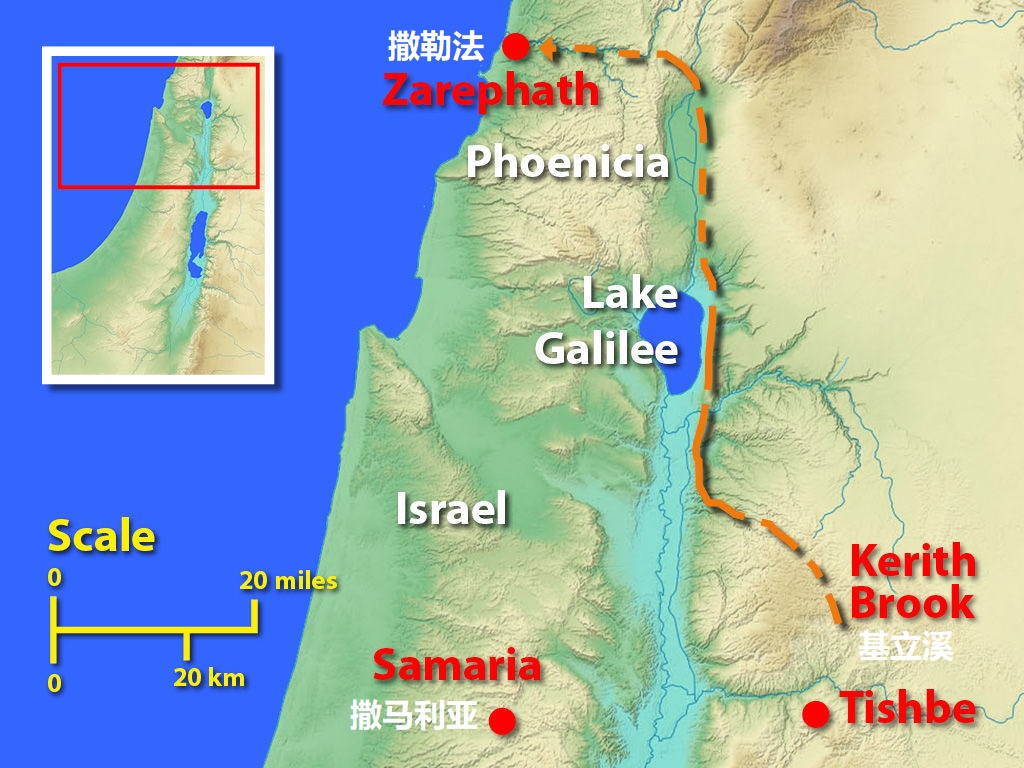 撒勒法
Zarephath
Phoenicia
Lake
Galilee
Israel
Scale
0
20 miles
20 km
0
Kerith
Brook
基立溪
Samaria
撒马利亚
Tishbe